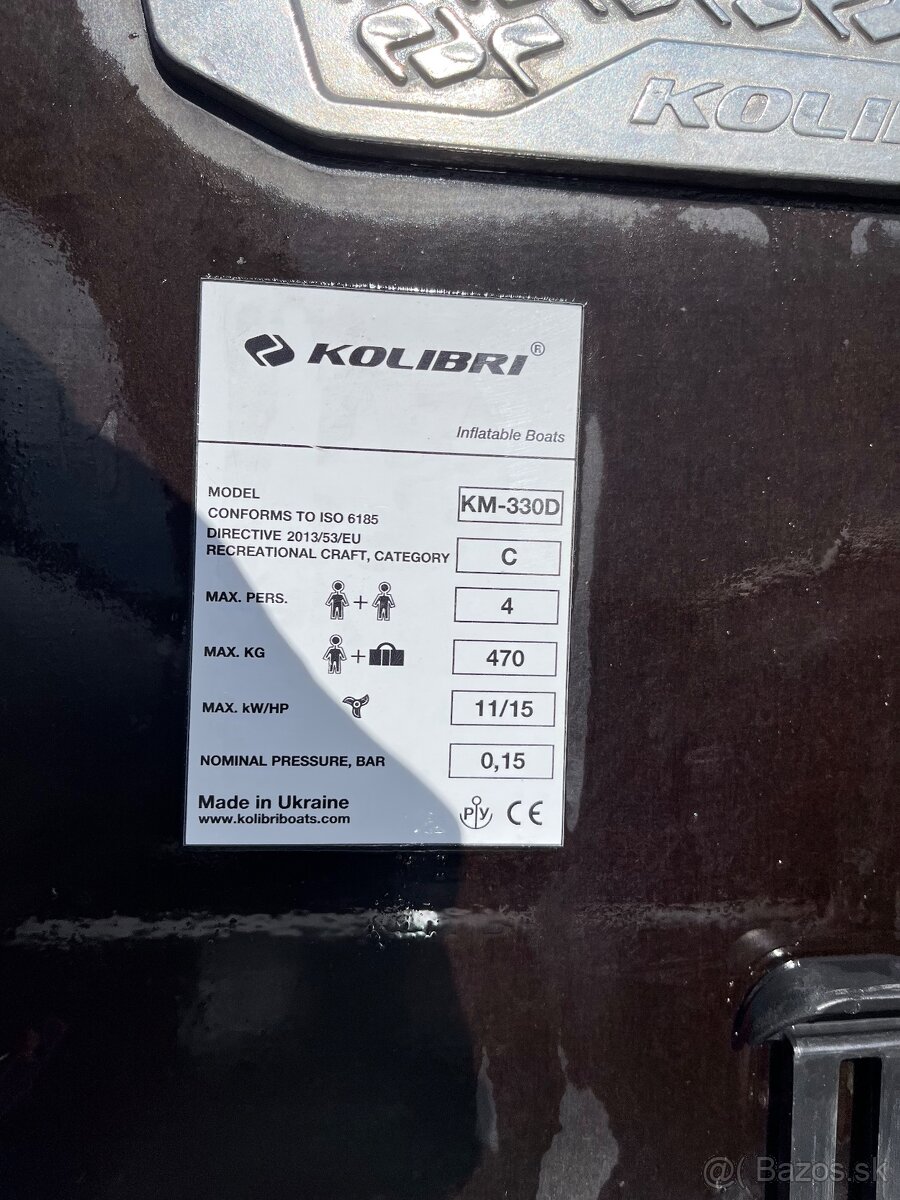 KOLI
KOLIBRI®
Inflatable Boats
MODEL KM-330D
CONFORMS TO ISO 6185
DIRECTIVE 2013/53/EU
RECREATIONAL CRAFT, CATEGORY C
MAX. PERS. + 4
MAX. KG + 470
MAX. kW/HP 11/15
NOMINAL PRESSURE, BAR 0,15
Made in Ukraine
www.kolibriboats.com
РУ CE
@( Bazos.sk